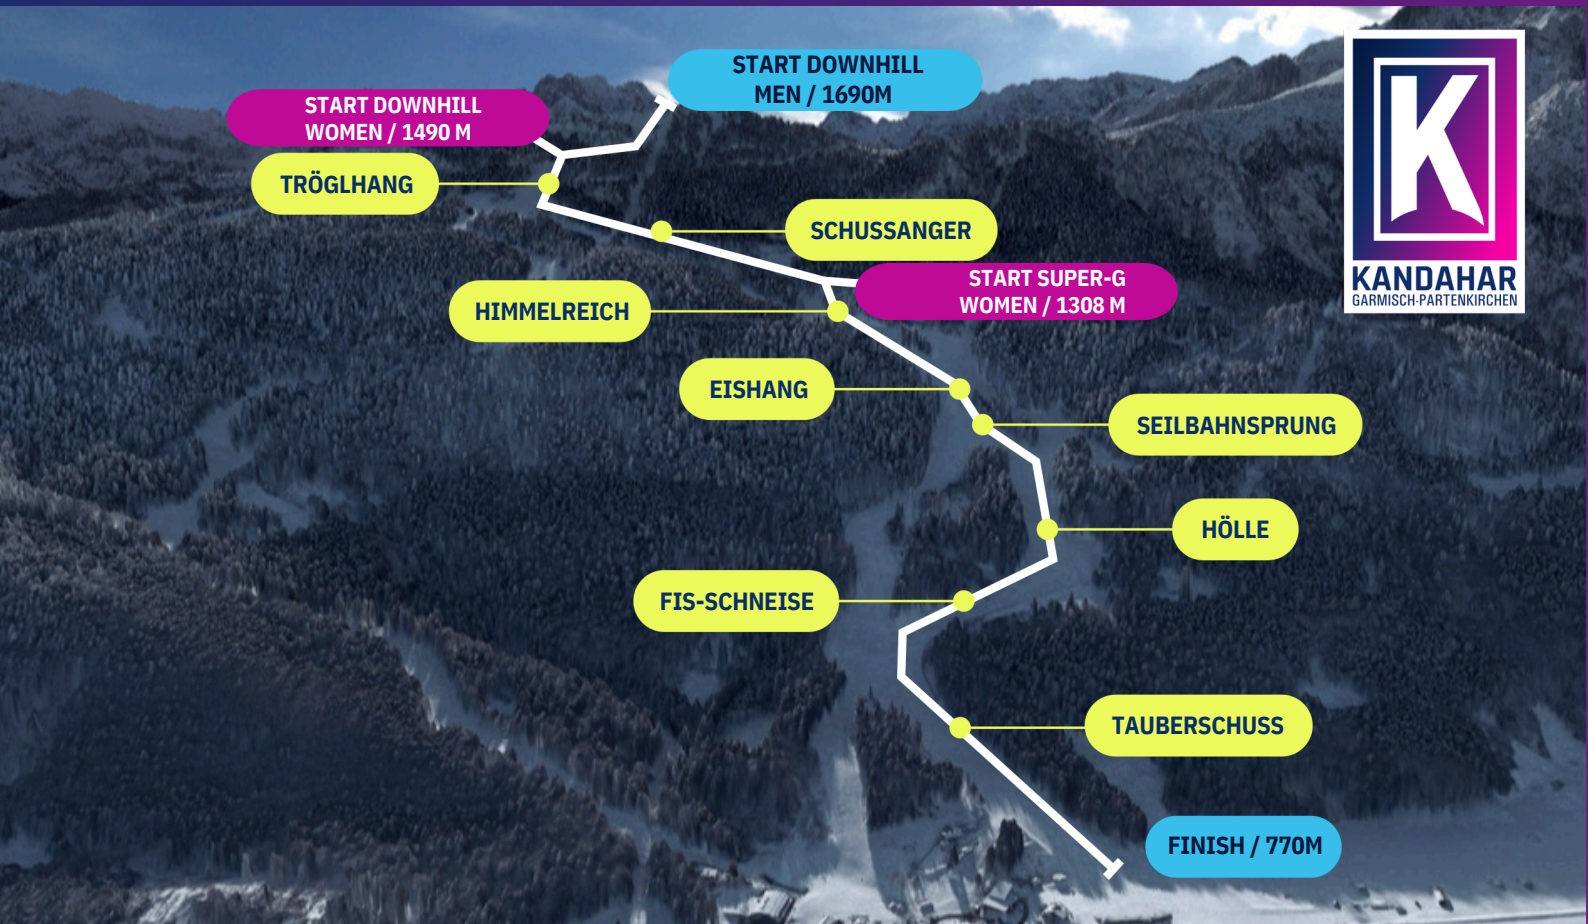 START DOWNHILL
MEN / 1690M
START DOWNHILL
WOMEN / 1490 M
TRÖGLHANG
SCHUSSANGER
START SUPER-G
WOMEN / 1308 M
HIMMELREICH
EISHANG
SEILBAHNSPRUNG
HÖLLE
FIS-SCHNEISE
TAUBERSCHUSS
FINISH / 770M
K
KANDAHAR
GARMISCH-PARTENKIRCHEN